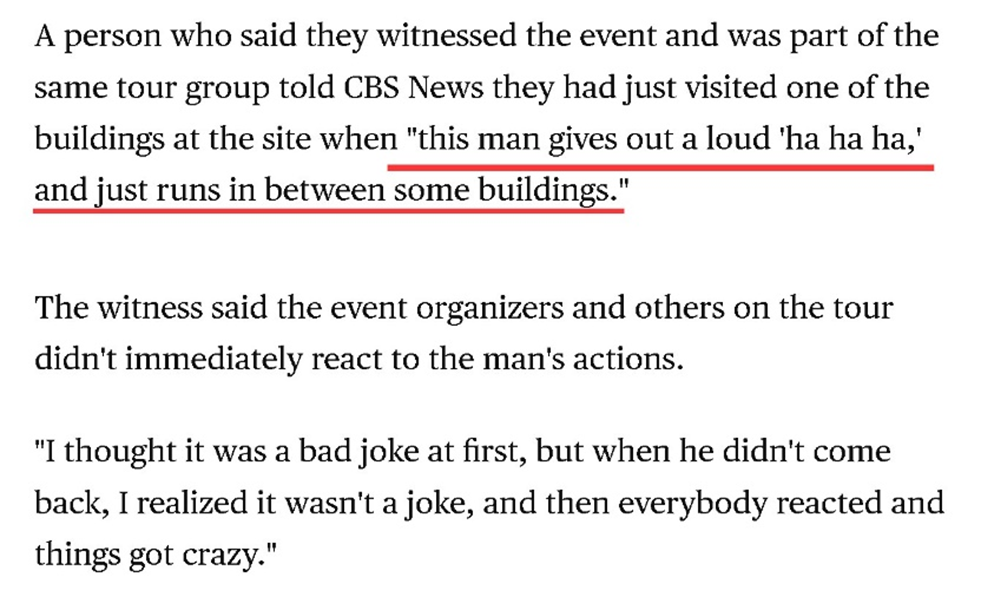 A person who said they witnessed the event and was part of the
same tour group told CBS News they had just visited one of the
buildings at the site when "this man gives out a loud 'ha ha ha,'
and just runs in between some buildings."
The witness said the event organizers and others on the tour
didn't immediately react to the man's actions.
"I thought it was a bad joke at first, but when he didn't come
back, I realized it wasn't a joke, and then everybody reacted and
things got crazy."